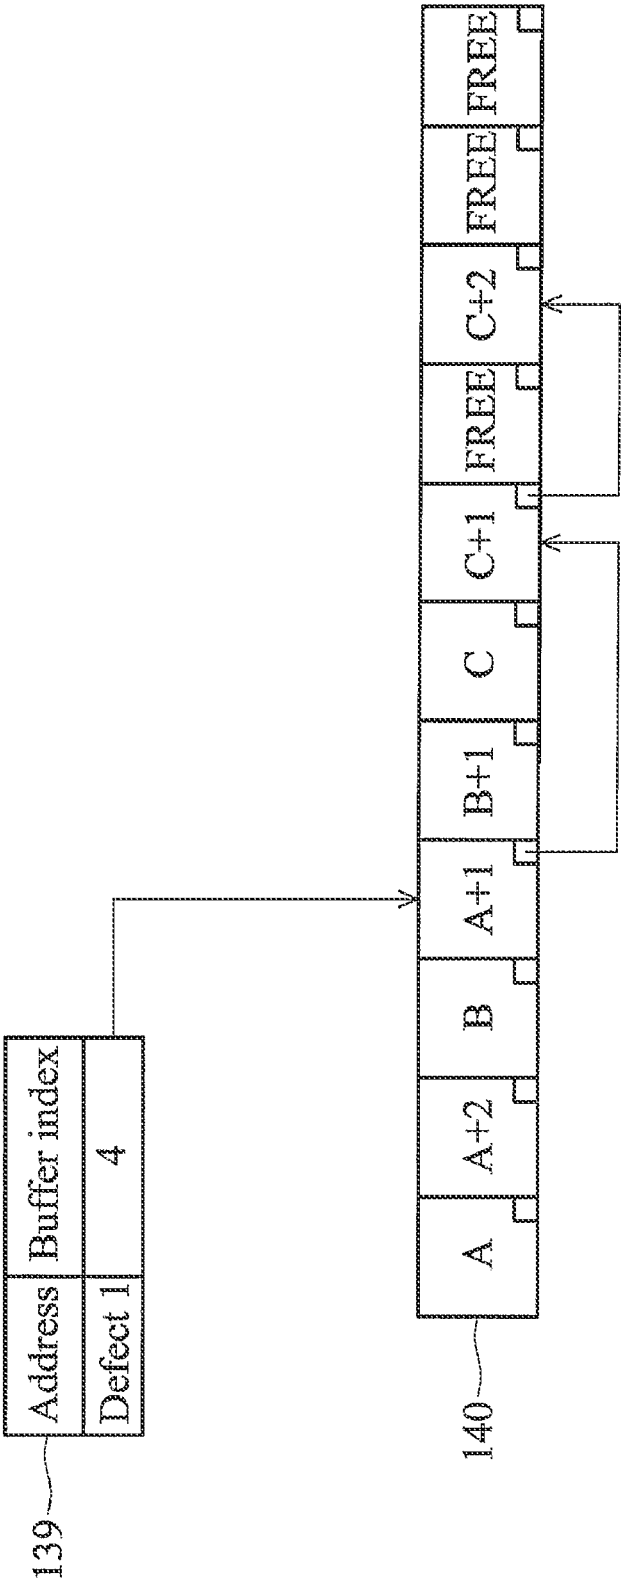 139
Address Buffer index
Defect 1 4
140
A A+2 B A+1 B+1 C C+1 FREE C+2 FREE FREE